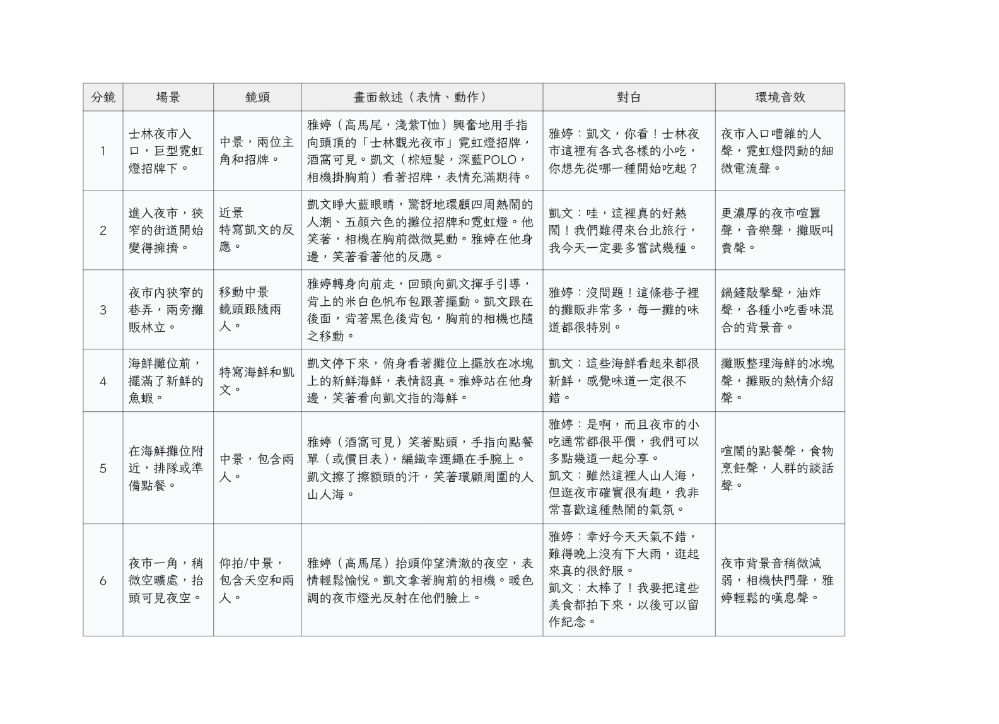 分鏡
場景
鏡頭
畫面敘述（表情、動作）
對白
環境音效
1
士林夜市入
口，巨型霓虹
燈招牌下。
中景，兩位主
角和招牌。
雅婷（高馬尾，淺紫T恤）興奮地用手指
向頭頂的「士林觀光夜市」霓虹燈招牌，
酒窩可見。凱文（棕短髮，深藍POLO，
相機掛胸前）看著招牌，表情充滿期待。
雅婷：凱文，你看！士林夜
市這裡有各式各樣的小吃，
你想先從哪一種開始吃起？
夜市入口嘈雜的人
聲，霓虹燈閃動的細
微電流聲。
2
進入夜市，狹
窄的街道開始
變得擁擠。
近景
特寫凱文的反
應。
凱文睜大藍眼睛，驚訝地環顧四周熱鬧的
人潮、五顏六色的攤位招牌和霓虹燈。他
笑著，相機在胸前微微晃動。雅婷在他身
邊，笑著看著他的反應。
凱文：哇，這裡真的好熱
鬧！我們難得來台北旅行，
我今天一定要多嘗試幾種。
更濃厚的夜市喧囂
聲，音樂聲，攤販叫
賣聲。
3
夜市內狹窄的
巷弄，兩旁攤
販林立。
移動中景
鏡頭跟隨兩
人。
雅婷轉身向前走，回頭向凱文揮手引導，
背上的米白色帆布包跟著擺動。凱文跟在
後面，背著黑色後背包，胸前的相機也隨
之移動。
雅婷：沒問題！這條巷子裡
的攤販非常多，每一攤的味
道都很特別。
鍋鏟敲擊聲，油炸
聲，各種小吃香味混
合的背景音。
4
海鮮攤位前，
擺滿了新鮮的
魚蝦。
特寫海鮮和凱
文。
凱文停下來，俯身看著攤位上擺放在冰塊
上的新鮮海鮮，表情認真。雅婷站在他身
邊，笑著看向凱文指的海鮮。
凱文：這些海鮮看起來都很
新鮮，感覺味道一定很不
錯。
攤販整理海鮮的冰塊
聲，攤販的熱情介紹
聲。
5
在海鮮攤位附
近，排隊或準
備點餐。
中景，包含兩
人。
雅婷（酒窩可見）笑著點頭，手指向點餐
單（或價目表），編織幸運繩在手腕上。
凱文擦了擦額頭的汗，笑著環顧周圍的人
山人海。
雅婷：是啊，而且夜市的小
吃通常都很平價，我們可以
多點幾道一起分享。
凱文：雖然這裡人山人海，
但逛夜市確實很有趣，我非
常喜歡這種熱鬧的氣氛。
喧鬧的點餐聲，食物
烹飪聲，人群的談話
聲。
6
夜市一角，稍
微空曠處，抬
頭可見夜空。
仰拍/中景，
包含天空和兩
人。
雅婷（高馬尾）抬頭仰望清澈的夜空，表
情輕鬆愉悅。凱文拿著胸前的相機。暖色
調的夜市燈光反射在他們臉上。
雅婷：幸好今天天氣不錯，
難得晚上沒有下大雨，逛起
來真的很舒服。
凱文：太棒了！我要把這些
美食都拍下來，以後可以留
作紀念。
夜市背景音稍微減
弱，相機快門聲，雅
婷輕鬆的嘆息聲。